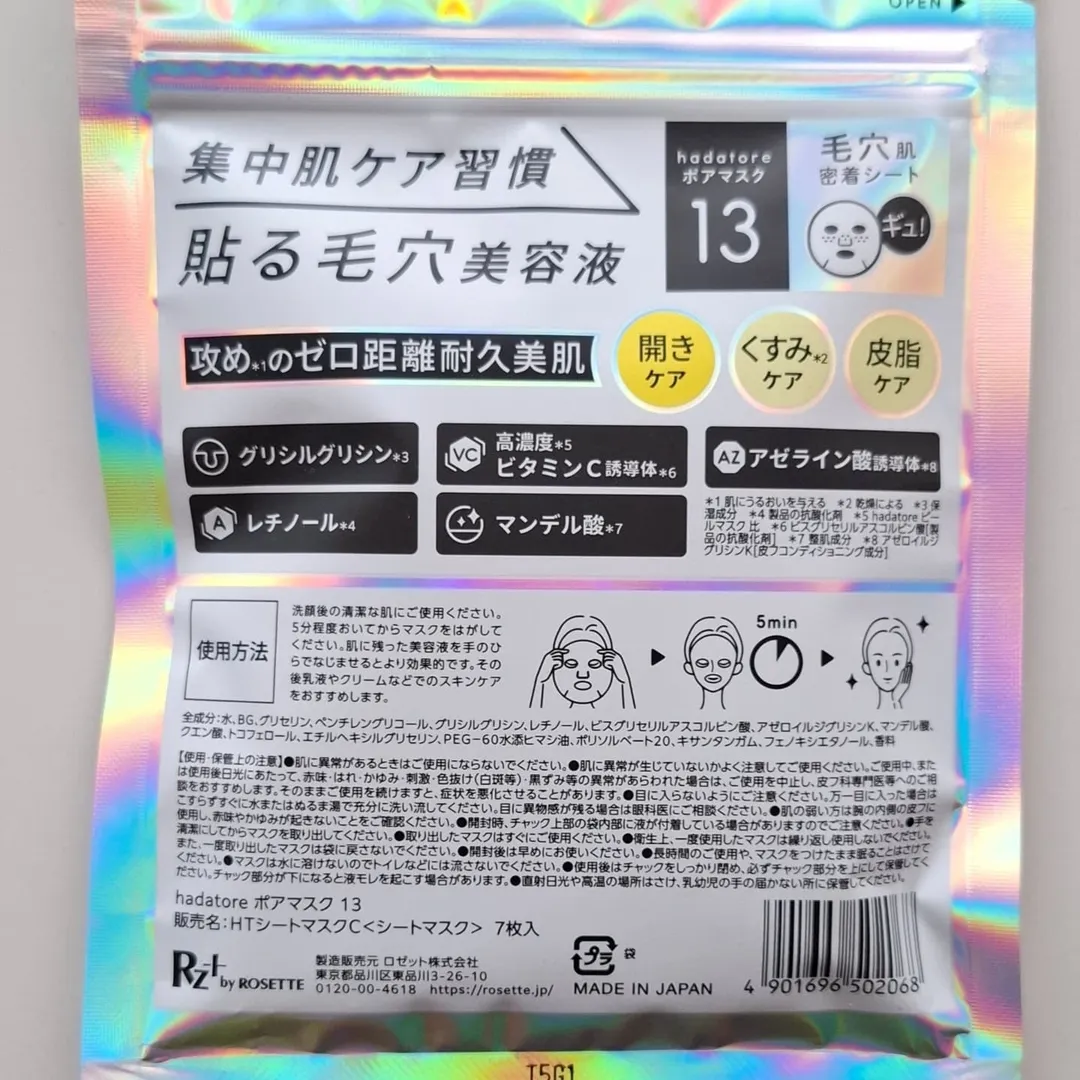 OPEN
集中肌ケア習慣
貼る毛穴美容液
hadatore
ポアマスク
13
毛穴肌
密着シート
ギュ!
攻め*1のゼロ距離耐久美肌
開き
ケア
くすみ*2
ケア
皮脂
ケア
グリシルグリシン*3
VC
高濃度*5
ビタミンC誘導体*6
AZ アゼライン酸誘導体*8
A レチノール*4
マンデル酸*7
*1 肌にうるおいを与える *2 乾燥による *3 保
湿成分 *4 製品の抗酸化剤 *5 hadatore ピー
ルマスク 比 *6 ビスグリセリルアスコルビン酸[製
品の抗酸化剤] *7 整肌成分 *8 アゼロイルジ
グリシンK[皮フコンディショニング成分]
使用方法
洗顔後の清潔な肌にご使用ください。
5分程度おいてからマスクをはがして
ください。肌に残った美容液を手のひ
らでなじませるとより効果的です。その
後乳液やクリームなどでのスキンケア
をおすすめします。
5min
全成分:水、BG、グリセリン、ペンチレングリコール、グリシルグリシン、レチノール、ビスグリセリルアスコルビン酸、アゼロイルジグリシンK、マンデル酸、
クエン酸、トコフェロール、エチルヘキシルグリセリン、PEG-60水添ヒマシ油、ポリソルベート20、キサンタンガム、フェノキシエタノール、香料
【使用・保管上の注意】●肌に異常があるときはご使用にならないでください。●肌に異常が生じていないかよく注意してご使用ください。ご使用中、また
は使用後日光にあたって、赤味・はれ・かゆみ・刺激・色抜け(白斑等)・黒ずみ等の異常があらわれた場合は、ご使用を中止し、皮フ科専門医等へのご相
談をおすすめします。そのままご使用を続けますと、症状を悪化させることがあります。●目に入らないようにご注意ください。万一目に入った場合は
こすらずすぐに水またはぬるま湯で充分に洗い流してください。目に異物感が残る場合は眼科医にご相談ください。●肌の弱い方は腕の内側の皮フに
使用し、赤味やかゆみが起きないことをご確認ください。●開封時、チャック上部の袋内部に液が付着している場合がありますのでご注意ください。●手を
清潔にしてからマスクを取り出してください。●取り出したマスクはすぐにご使用ください。●衛生上、一度使用したマスクは繰り返し使用しないでください。
また、一度取り出したマスクは袋に戻さないでください。●開封後は早めにお使いください。●長時間のご使用や、マスクをつけたまま眠ることはさけて
ください。●マスクは水に溶けないのでトイレなどには流さないでください。●使用後はチャックをしっかり閉め、必ずチャック部分を上にして保管してく
ださい。チャック部分が下になると液モレを起こす場合があります。●直射日光や高温の場所はさけ、乳幼児の手の届かない所に保管してください。
hadatore ポアマスク 13
販売名:HTシートマスクC<シートマスク> 7枚入
Rz+ by ROSETTE
製造販売元 ロゼット株式会社
東京都品川区東品川3-26-10
0120-00-4618 https://rosette.jp/
プラ 袋
MADE IN JAPAN
4 901696 502068
T5G1